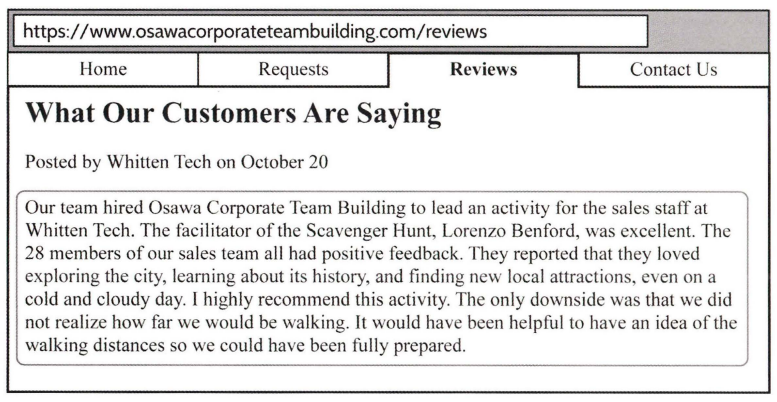 https://www.osawacorporateteambuilding.com/reviews
Home Requests Reviews Contact Us
What Our Customers Are Saying
Posted by Whitten Tech on October 20
Our team hired Osawa Corporate Team Building to lead an activity for the sales staff at
Whitten Tech. The facilitator of the Scavenger Hunt, Lorenzo Benford, was excellent. The
28 members of our sales team all had positive feedback. They reported that they loved
exploring the city, learning about its history, and finding new local attractions, even on a
cold and cloudy day. I highly recommend this activity. The only downside was that we did
not realize how far we would be walking. It would have been helpful to have an idea of the
walking distances so we could have been fully prepared.